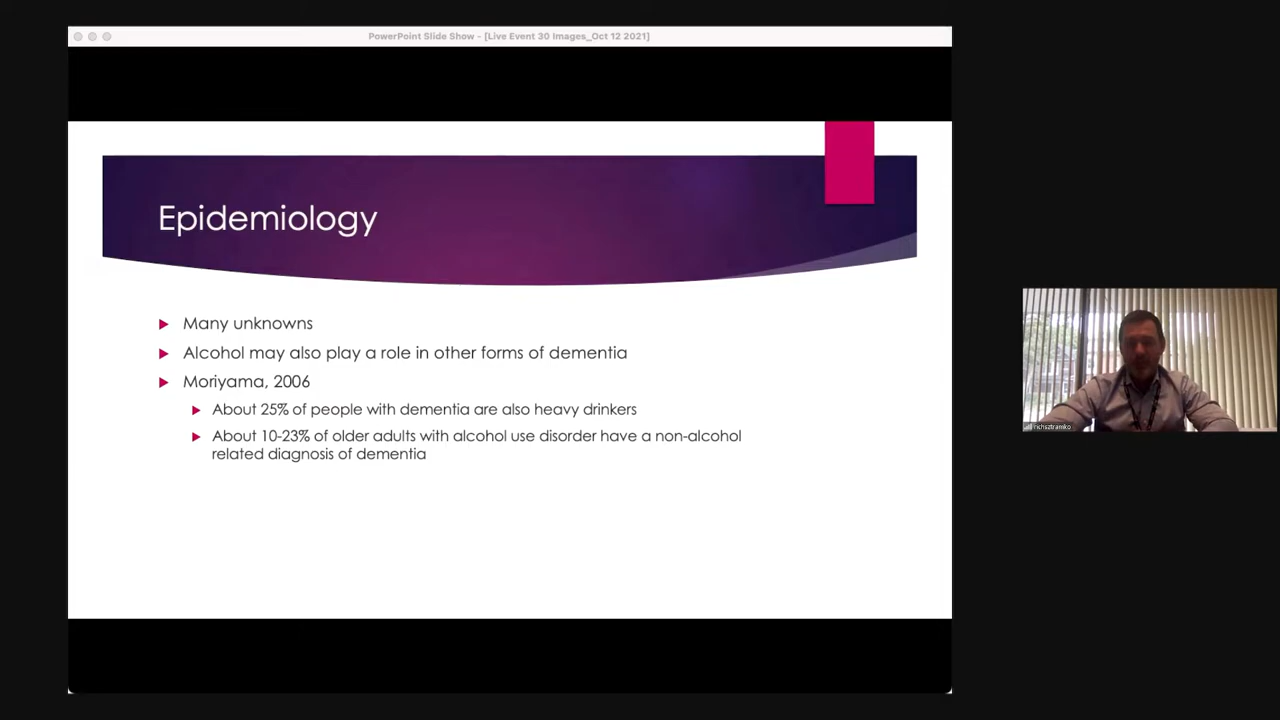 PowerPoint Slide Show - [Live Event 30 Images_Oct 12 2021]
Epidemiology
Many unknowns
Alcohol may also play a role in other forms of dementia
Moriyama, 2006
About 25% of people with dementia are also heavy drinkers
About 10-23% of older adults with alcohol use disorder have a non-alcohol
related diagnosis of dementia
richsztramko